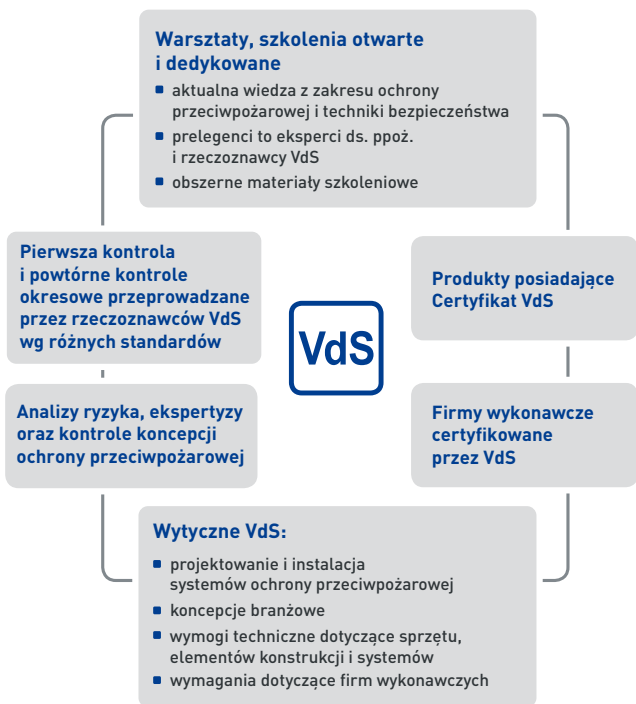 Warsztaty, szkolenia otwarte
i dedykowane
aktualna wiedza z zakresu ochrony
przeciwpożarowej i techniki bezpieczeństwa
prelegenci to eksperci ds. ppoż.
i rzeczoznawcy VdS
obszerne materiały szkoleniowe
Pierwsza kontrola
i powtórne kontrole
okresowe przeprowadzane
przez rzeczoznawców VdS
wg różnych standardów
VdS
Produkty posiadające
Certyfikat VdS
Analizy ryzyka, ekspertyzy
oraz kontrole koncepcji
ochrony przeciwpożarowej
Firmy wykonawcze
certyfikowane
przez VdS
Wytyczne VdS:
projektowanie i instalacja
systemów ochrony przeciwpożarowej
koncepcje branżowe
wymogi techniczne dotyczące sprzętu,
elementów konstrukcji i systemów
wymagania dotyczące firm wykonawczych